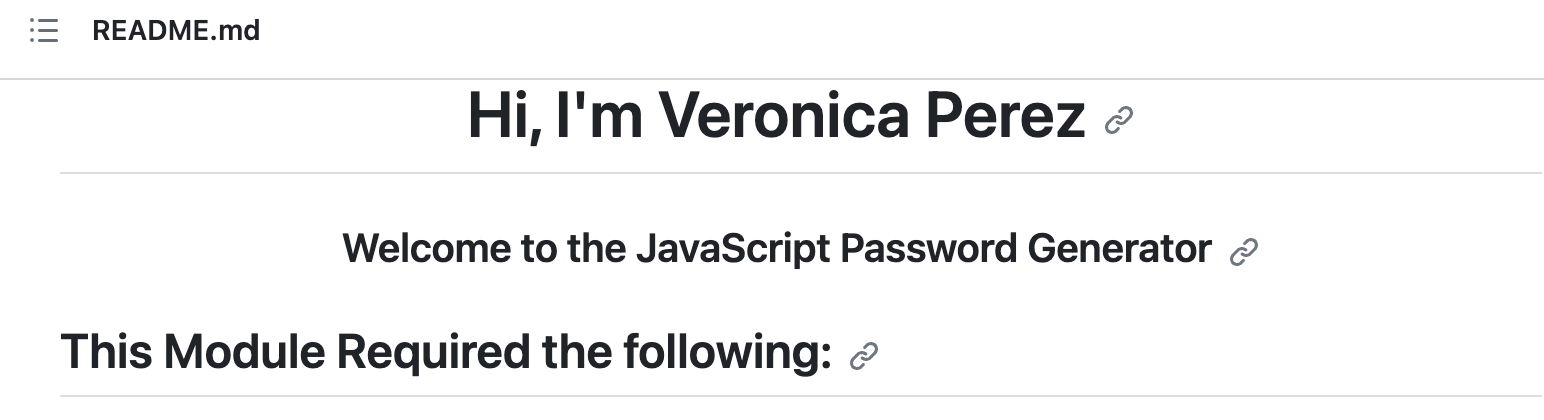 README.md
Hi, I'm Veronica Perez
Welcome to the JavaScript Password Generator
This Module Required the following: